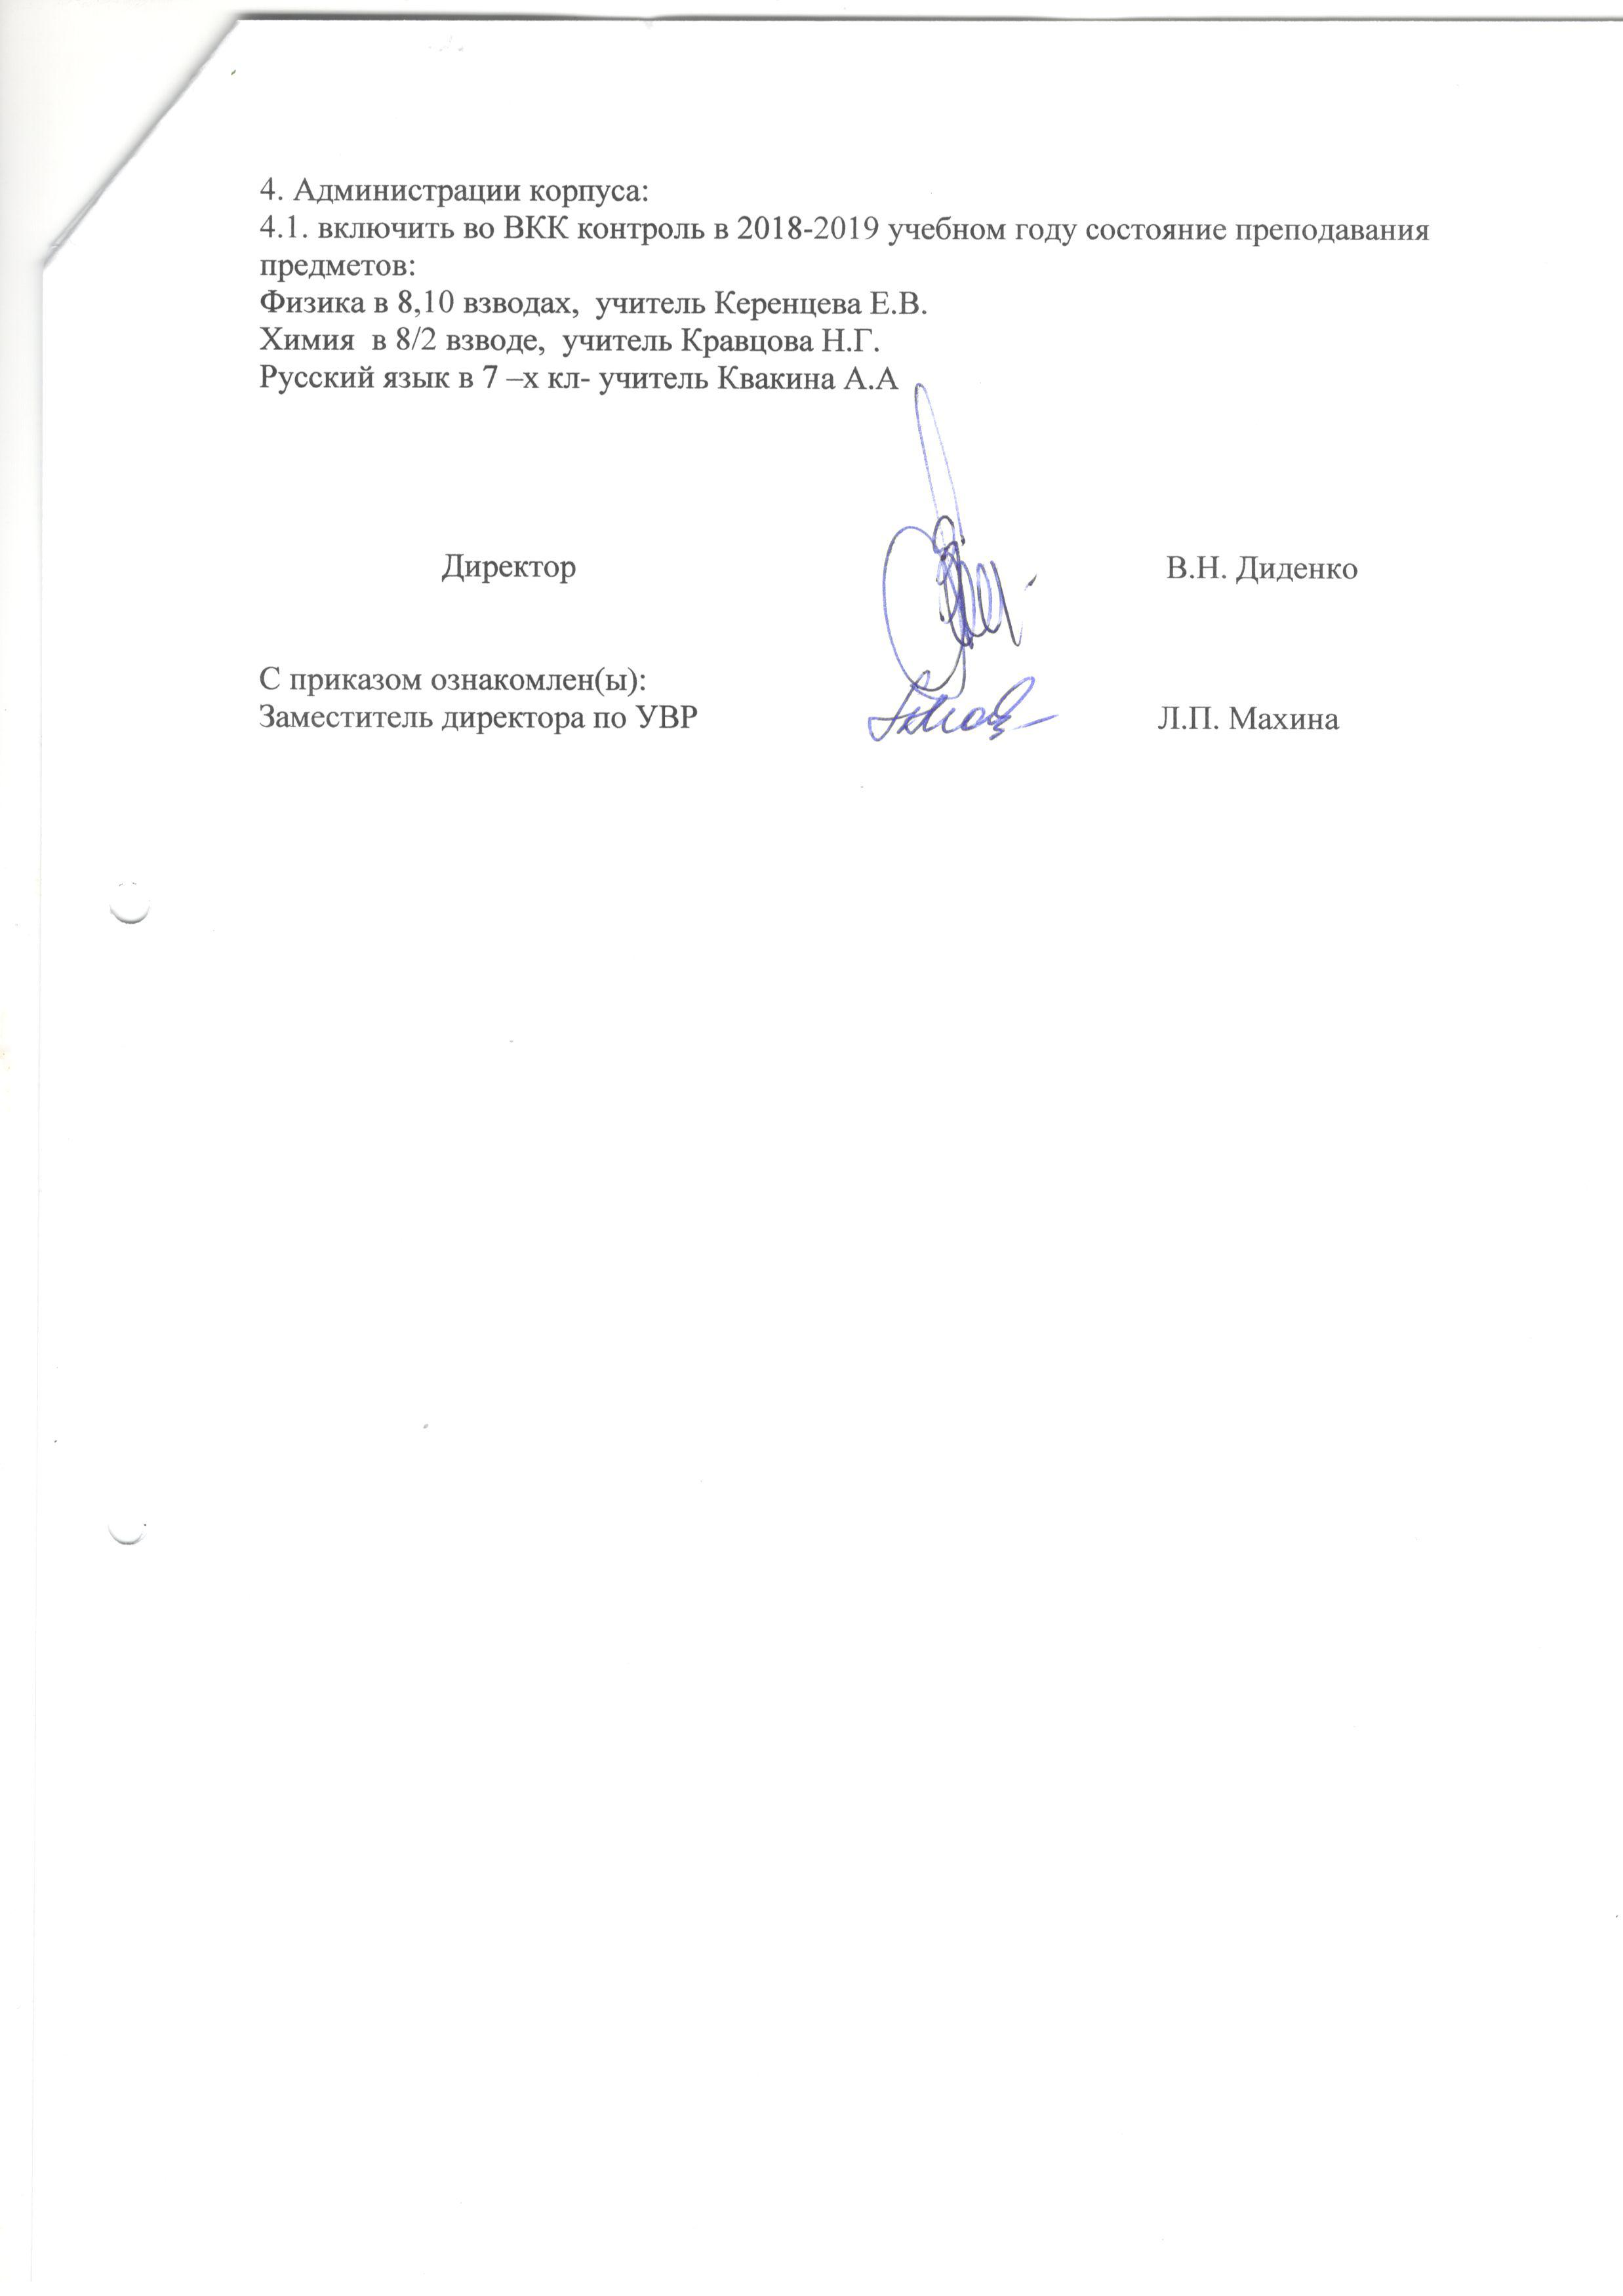 4. Администрации корпуса:
4.1. включить во ВКК контроль в 2018-2019 учебном году состояние преподавания
предметов:
Физика в 8,10 взводах,  учитель Керенцева Е.В.
Химия  в 8/2 взводе,  учитель Кравцова Н.Г.
Русский язык в 7 –х кл- учитель Квакина А.А
Директор В.Н. Диденко
С приказом ознакомлен(ы):
Заместитель директора по УВР Л.П. Махина